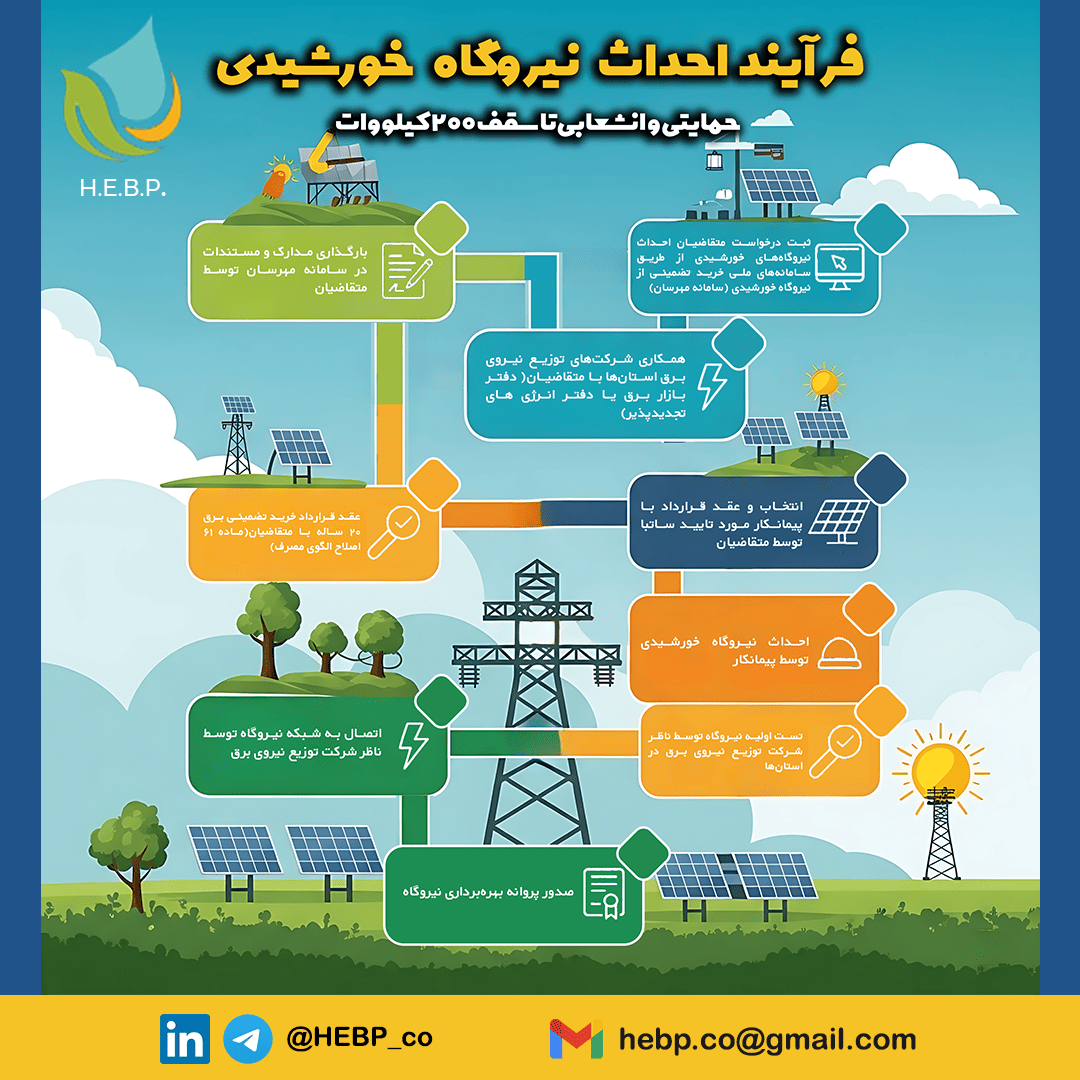 فرآیند احداث نیروگاه خورشیدی
حمایتی و انشعابی تا سقف ۲۰۰ کیلووات
H.E.B.P.
ثبت درخواست متقاضیان احداث
نیروگاه‌های خورشیدی از طریق
سامانه‌های ملی خرید تضمینی از
نیروگاه خورشیدی (سامانه مهرسان)
همکاری شرکت‌های توزیع نیروی
برق استان‌ها با متقاضیان( دفتر
بازار برق یا دفتر انرژی های
تجدیدپذیر)
بارگذاری مدارک و مستندات
در سامانه مهرسان توسط
متقاضیان
عقد قرارداد خرید تضمینی برق
۲۰ ساله با متقاضیان(ماده ۶۱
اصلاح الگوی مصرف)
انتخاب و عقد قرارداد با
پیمانکار مورد تایید ساتبا
توسط متقاضیان
احداث نیروگاه خورشیدی
توسط پیمانکار
تست اولیه نیروگاه توسط ناظر
شرکت توزیع نیروی برق در
استان‌ها
اتصال به شبکه نیروگاه توسط
ناظر شرکت توزیع نیروی برق
صدور پروانه بهره‌برداری نیروگاه
in @HEBP_co
hebp.co@gmail.com